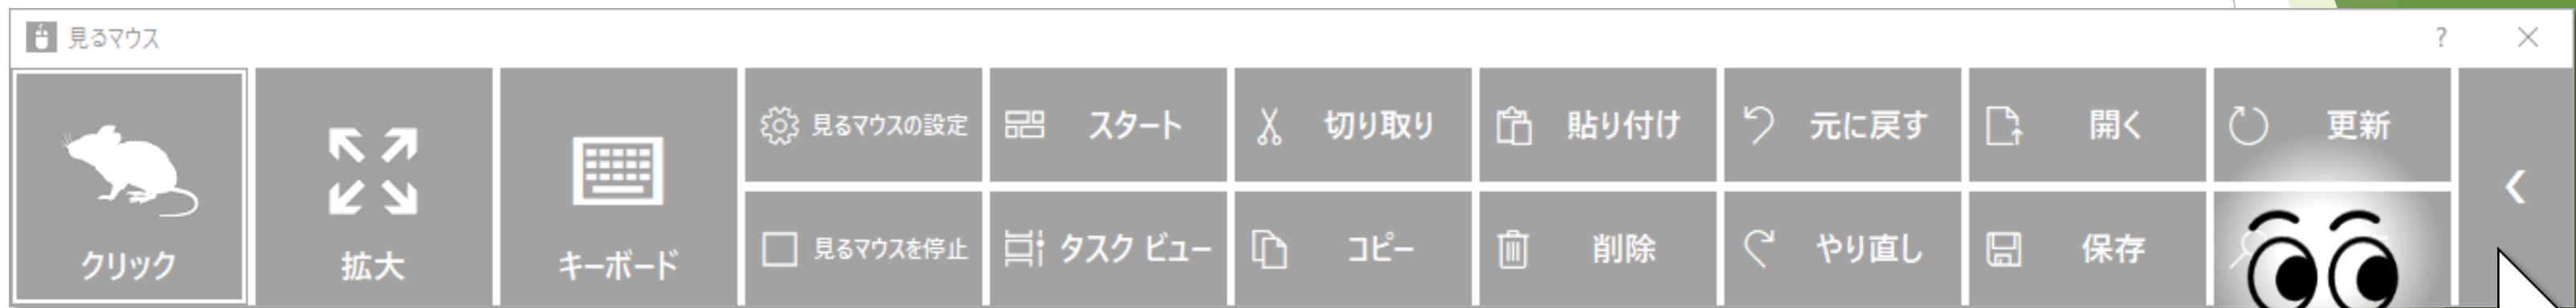 見るマウス ?
クリック
拡大
キーボード
見るマウスの設定
スタート
切り取り
貼り付け
元に戻す
開く
更新
見るマウスを停止
タスク ビュー
コピー
削除
やり直し
保存